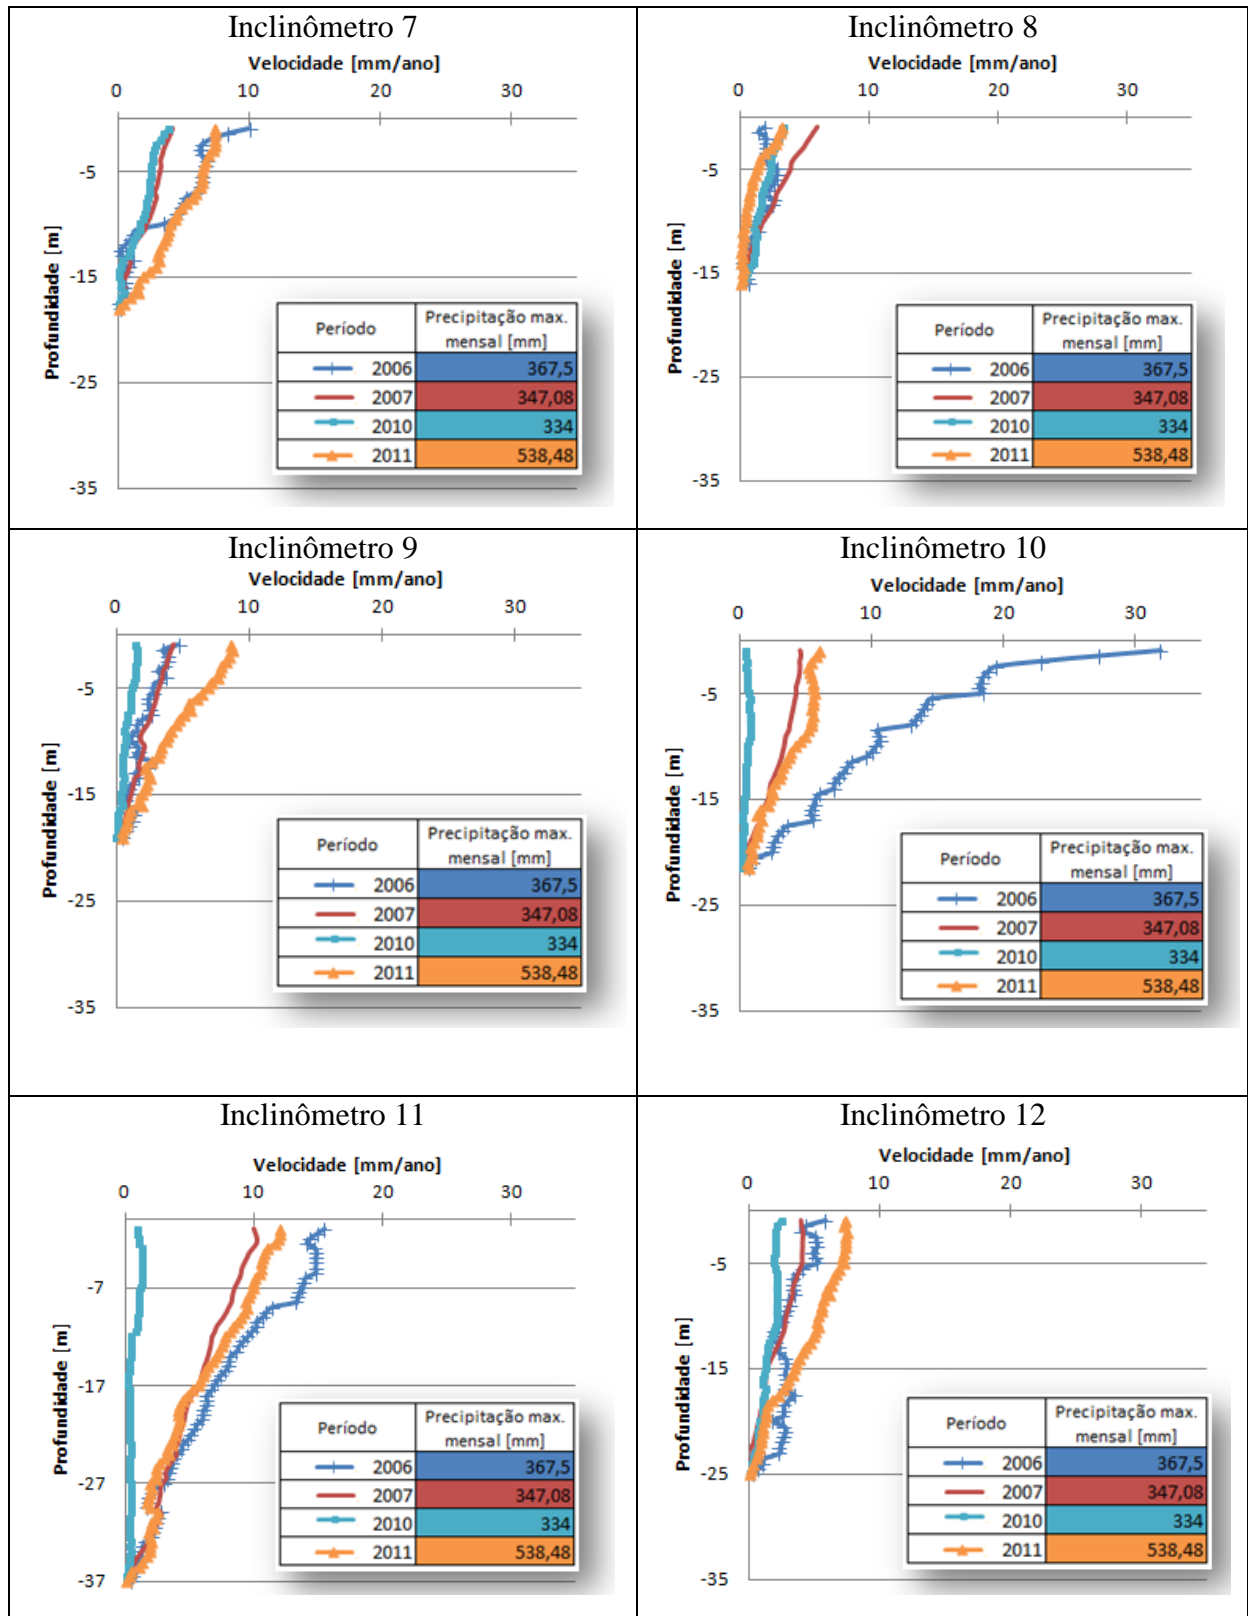 Inclinômetro 7
Velocidade [mm/ano]
0 10 20 30
-5
-15
-25
-35
Profundidade [m]
Período Precipitação max. mensal [mm]
2006 367,5
2007 347,08
2010 334
2011 538,48
Inclinômetro 8
Velocidade [mm/ano]
0 10 20 30
-5
-15
-25
-35
Profundidade [m]
Período Precipitação max. mensal [mm]
2006 367,5
2007 347,08
2010 334
2011 538,48
Inclinômetro 9
Velocidade [mm/ano]
0 10 20 30
-5
-15
-25
-35
Profundidade [m]
Período Precipitação max. mensal [mm]
2006 367,5
2007 347,08
2010 334
2011 538,48
Inclinômetro 10
Velocidade [mm/ano]
0 10 20 30
-5
-15
-25
-35
Profundidade [m]
Período Precipitação max. mensal [mm]
2006 367,5
2007 347,08
2010 334
2011 538,48
Inclinômetro 11
Velocidade [mm/ano]
0 10 20 30
-7
-17
-27
-37
Profundidade [m]
Período Precipitação max. mensal [mm]
2006 367,5
2007 347,08
2010 334
2011 538,48
Inclinômetro 12
Velocidade [mm/ano]
0 10 20 30
-5
-15
-25
-35
Profundidade [m]
Período Precipitação max. mensal [mm]
2006 367,5
2007 347,08
2010 334
2011 538,48